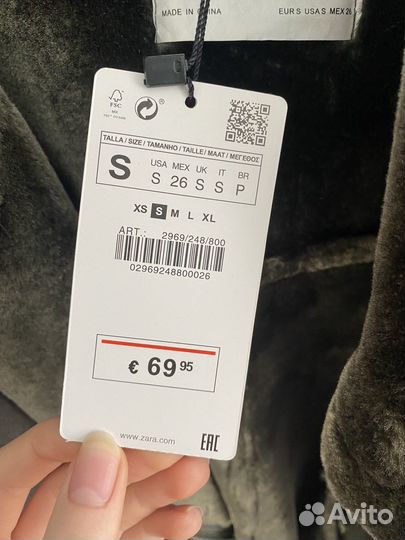 MADE IN CHINA
EUR S USA S MEX 26
FSC
MIX
TALLA / SIZE / TAMANHO / TAILLE / MAAT / ΜΕΓΕΘΟΣ
S
USA MEX UK IT BR
S 26 S S P
XS S M L XL
ART.: 2969/248/800
02969248800026
€ 69 95
www.zara.com
EAC
Avito